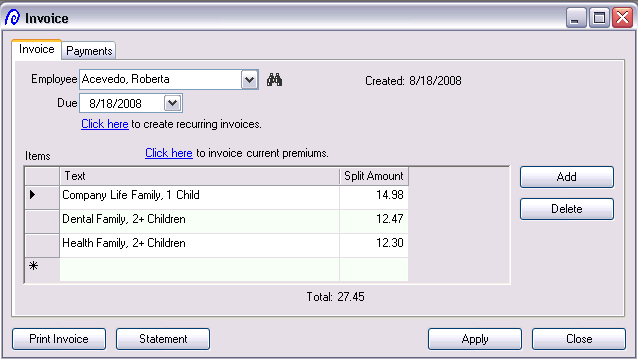 Invoice
Invoice Payments
Employee Acevedo, Roberta Created: 8/18/2008
Due 8/18/2008
Click here to create recurring invoices.
Click here to invoice current premiums.
Items
Text Split Amount
Company Life Family, 1 Child 14.98
Add
Dental Family, 2+ Children 12.47
Delete
Health Family, 2+ Children 12.30
Total: 27.45
Print Invoice Statement Apply Close